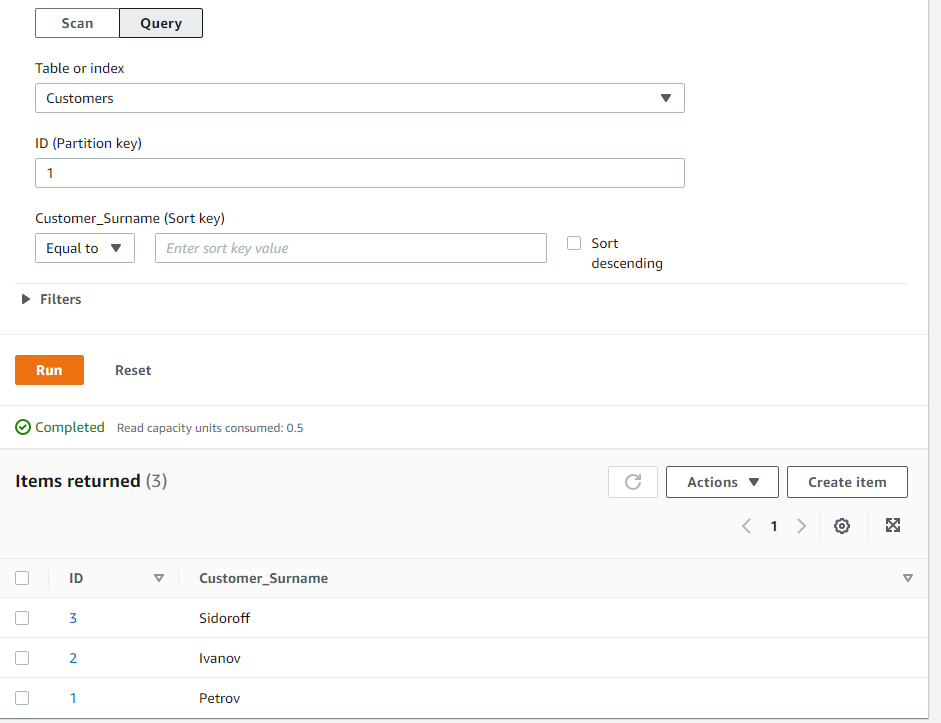 Scan Query
Table or index
Customers
ID (Partition key)
1
Customer_Surname (Sort key)
Equal to Enter sort key value Sort
descending
Filters
Run Reset
Completed Read capacity units consumed: 0.5
Items returned (3) Actions Create item
1
ID Customer_Surname
3 Sidoroff
2 Ivanov
1 Petrov